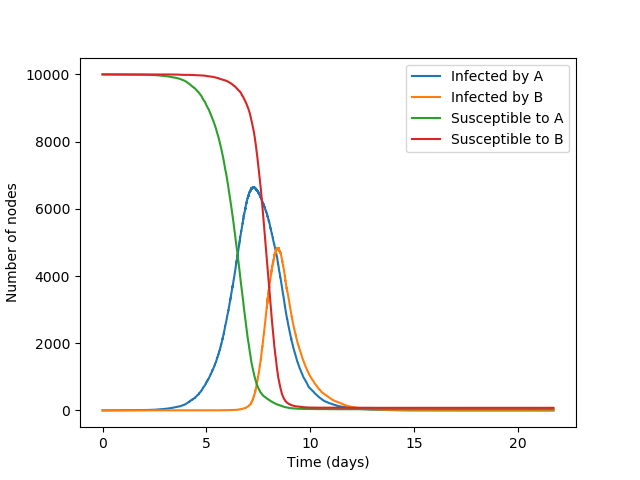 10000
8000
6000
4000
2000
0
Number of nodes
0 5 10 15 20
Time (days)
Infected by A
Infected by B
Susceptible to A
Susceptible to B